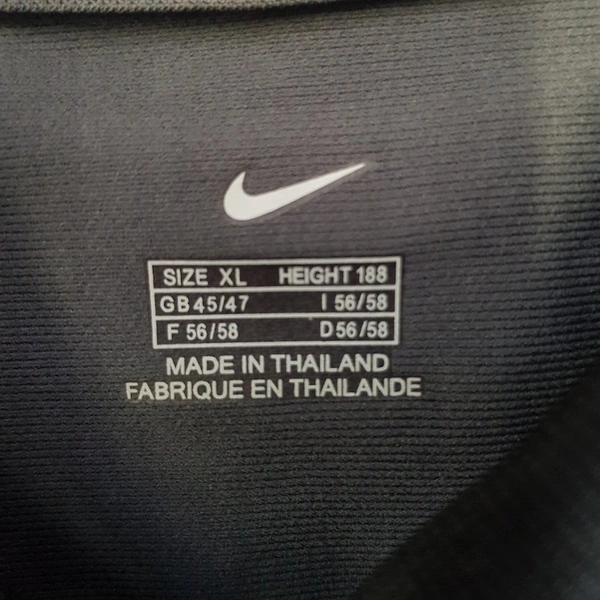 SIZE XL HEIGHT 188
GB 45/47 I 56/58
F 56/58 D 56/58
MADE IN THAILAND
FABRIQUE EN THAILANDE